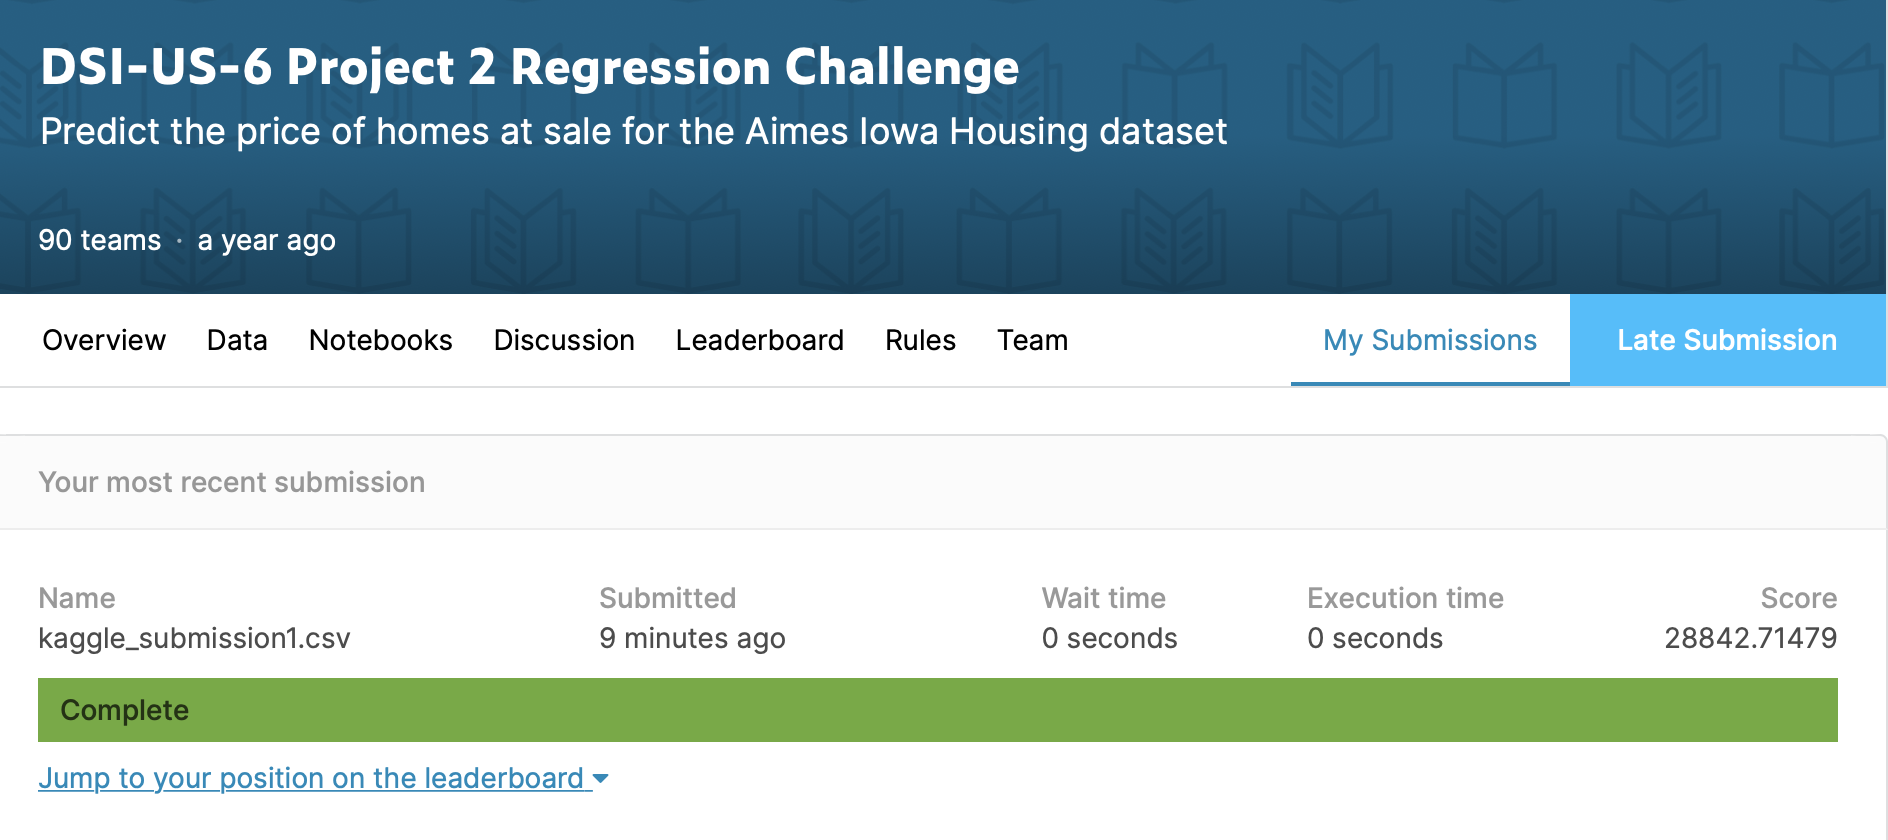 DSI-US-6 Project 2 Regression Challenge
Predict the price of homes at sale for the Aimes Iowa Housing dataset
90 teams · a year ago
Overview Data Notebooks Discussion Leaderboard Rules Team My Submissions Late Submission
Your most recent submission
Name Submitted Wait time Execution time Score
kaggle_submission1.csv 9 minutes ago 0 seconds 0 seconds 28842.71479
Complete
Jump to your position on the leaderboard